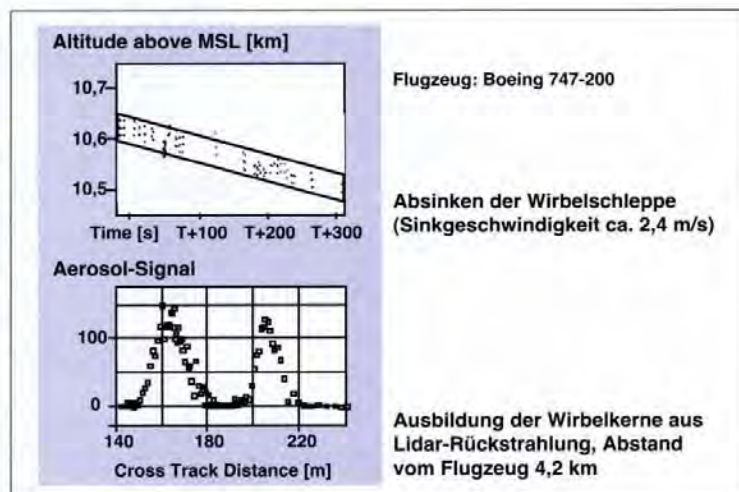 Altitude above MSL [km]
10,7
10,6
10,5
Time [s] T+100 T+200 T+300
Aerosol-Signal
100
0
140 180 220
Cross Track Distance [m]
Flugzeug: Boeing 747-200
Absinken der Wirbelschleppe
(Sinkgeschwindigkeit ca. 2,4 m/s)
Ausbildung der Wirbelkerne aus
Lidar-Rückstrahlung, Abstand
vom Flugzeug 4,2 km